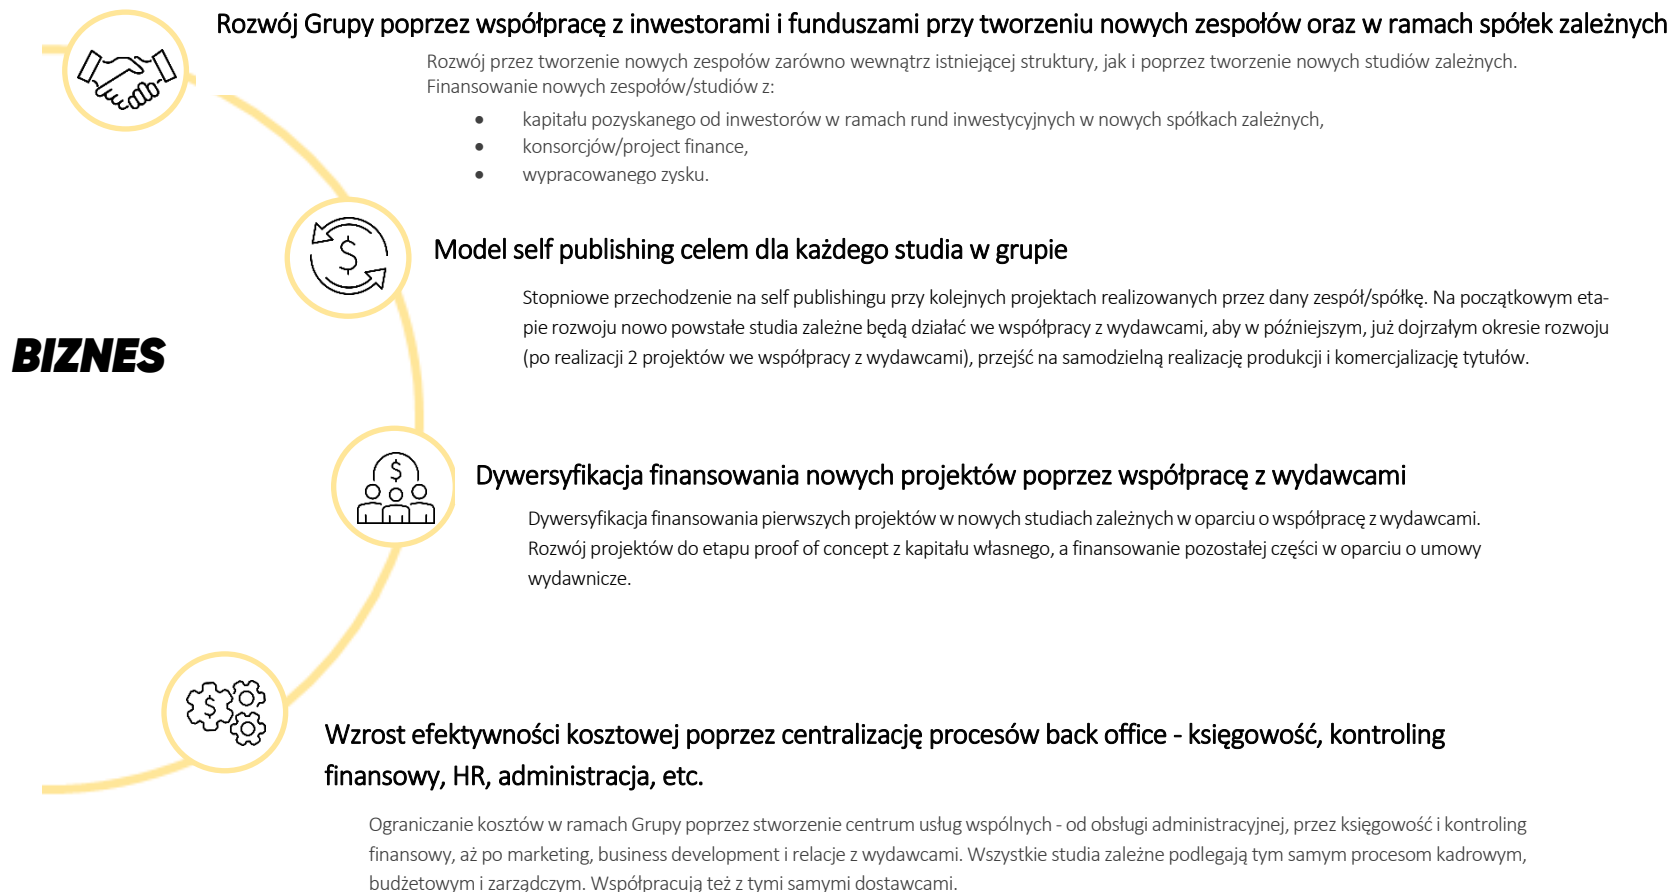 Rozwój Grupy poprzez współpracę z inwestorami i funduszami przy tworzeniu nowych zespołów oraz w ramach spółek zależnych
Rozwój przez tworzenie nowych zespołów zarówno wewnątrz istniejącej struktury, jak i poprzez tworzenie nowych studiów zależnych.
Finansowanie nowych zespołów/studiów z:
• kapitału pozyskanego od inwestorów w ramach rund inwestycyjnych w nowych spółkach zależnych,
• konsorcjów/project finance,
• wypracowanego zysku.
$
Model self publishing celem dla każdego studia w grupie
Stopniowe przechodzenie na self publishingu przy kolejnych projektach realizowanych przez dany zespół/spółkę. Na początkowym eta-
pie rozwoju nowo powstałe studia zależne będą działać we współpracy z wydawcami, aby w późniejszym, już dojrzałym okresie rozwoju
(po realizacji 2 projektów we współpracy z wydawcami), przejść na samodzielną realizację produkcji i komercjalizację tytułów.
BIZNES
$
Dywersyfikacja finansowania nowych projektów poprzez współpracę z wydawcami
Dywersyfikacja finansowania pierwszych projektów w nowych studiach zależnych w oparciu o współpracę z wydawcami.
Rozwój projektów do etapu proof of concept z kapitału własnego, a finansowanie pozostałej części w oparciu o umowy
wydawnicze.
$
Wzrost efektywności kosztowej poprzez centralizację procesów back office - księgowość, kontroling
finansowy, HR, administracja, etc.
Ograniczanie kosztów w ramach Grupy poprzez stworzenie centrum usług wspólnych - od obsługi administracyjnej, przez księgowość i kontroling
finansowy, aż po marketing, business development i relacje z wydawcami. Wszystkie studia zależne podlegają tym samym procesom kadrowym,
budżetowym i zarządczym. Współpracują też z tymi samymi dostawcami.